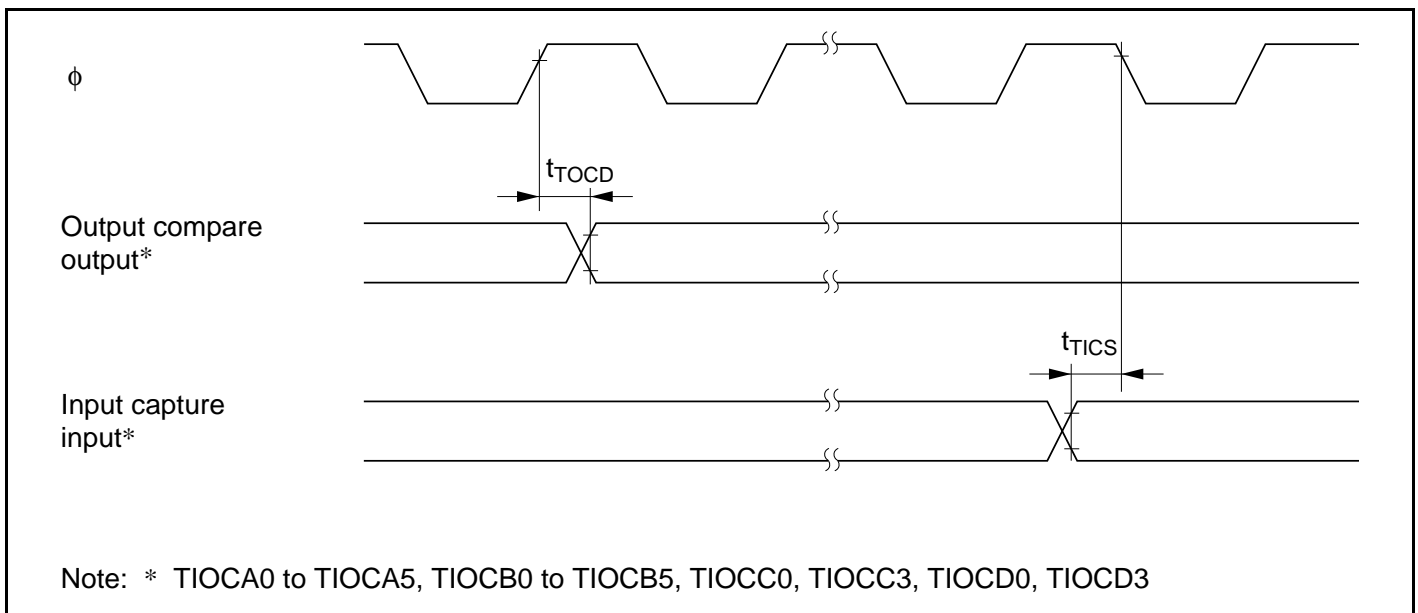 ϕ
tTOCD
Output compare
output*
tTICS
Input capture
input*
Note: * TIOCA0 to TIOCA5, TIOCB0 to TIOCB5, TIOCC0, TIOCC3, TIOCD0, TIOCD3